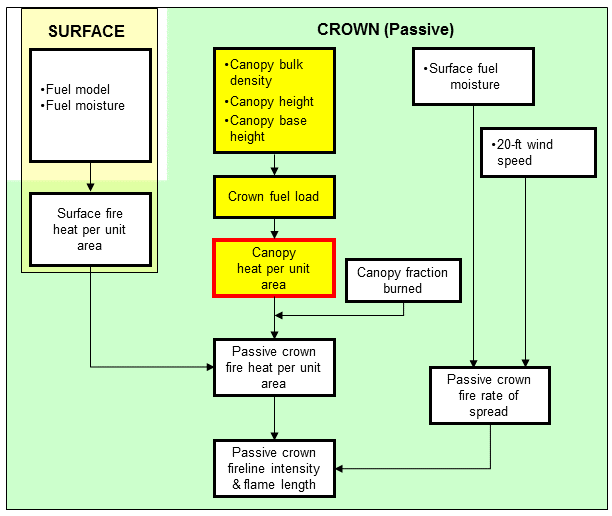 SURFACE
CROWN (Passive)
•Fuel model
•Fuel moisture
•Canopy bulk
density
•Canopy height
•Canopy base
height
•Surface fuel
moisture
•20-ft wind
speed
Crown fuel load
Surface fire
heat per unit
area
Canopy
heat per unit
area
Canopy fraction
burned
Passive crown
fire heat per unit
area
Passive crown
fire rate of
spread
Passive crown
fireline intensity
& flame length